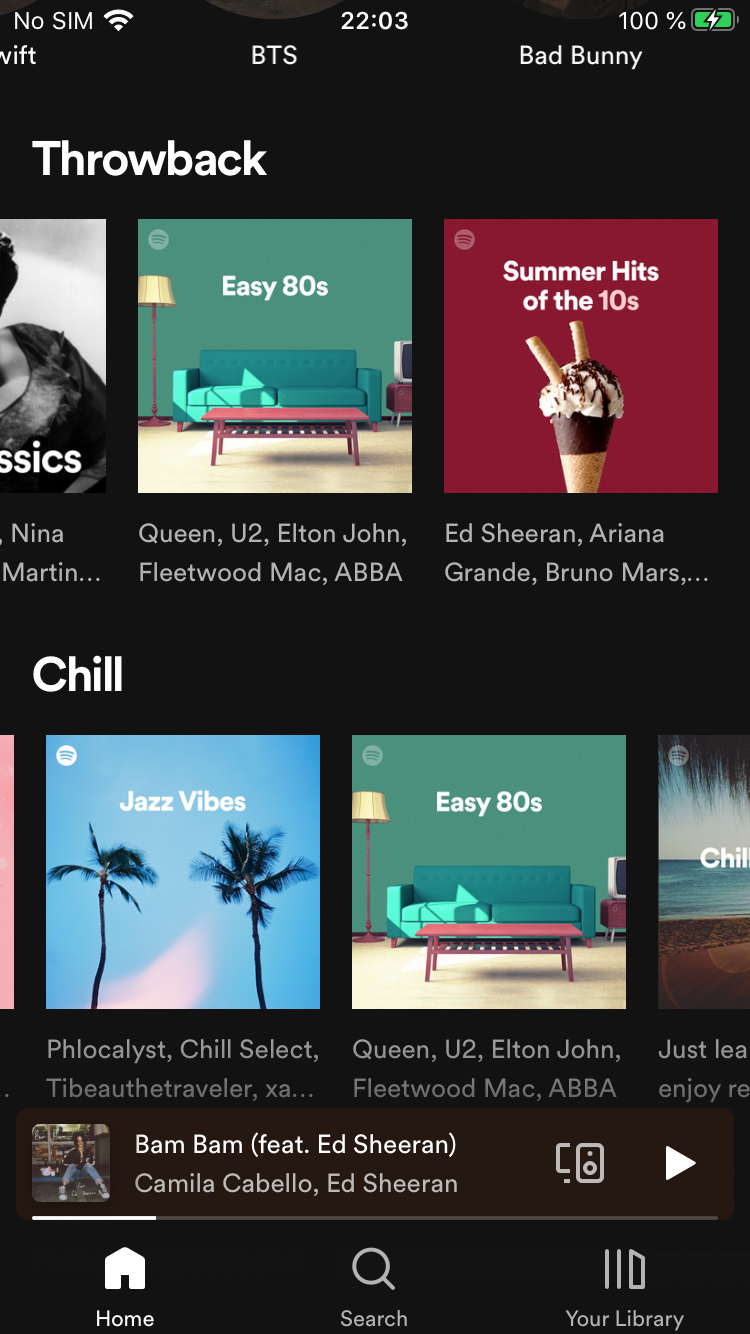 No SIM 22:03 100 %
wift BTS Bad Bunny
Throwback
ssics
Easy 80s
Summer Hits
of the 10s
, Nina
Martin...
Queen, U2, Elton John,
Fleetwood Mac, ABBA
Ed Sheeran, Ariana
Grande, Bruno Mars,...
Chill
Jazz Vibes
Easy 80s
Chill
Phlocalyst, Chill Select,
Tibeauthetraveler, xa...
Queen, U2, Elton John,
Fleetwood Mac, ABBA
Just lea
enjoy re
Bam Bam (feat. Ed Sheeran)
Camila Cabello, Ed Sheeran
Home
Search
Your Library